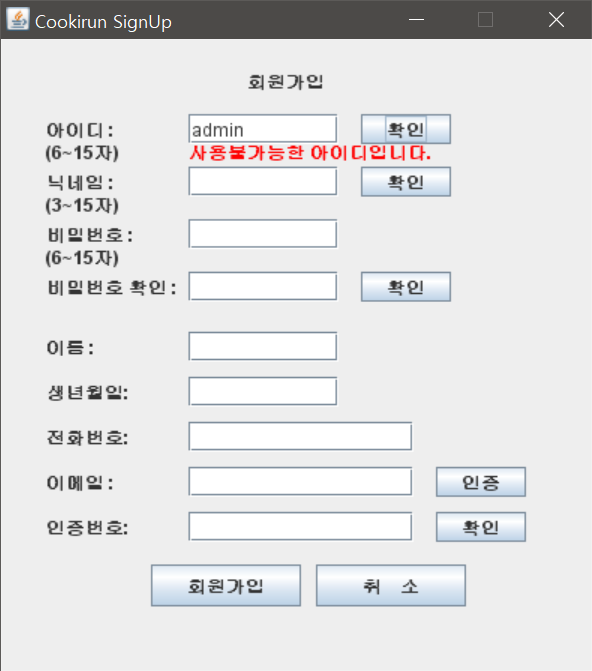 Cookirun SignUp
회원가입
아이디 : admin 확인
(6~15자) 사용불가능한 아이디입니다.
닉네임 : 확인
(3~15자)
비밀번호 :
(6~15자)
비밀번호 확인 : 확인
이름 :
생년월일:
전화번호:
이메일 : 인증
인증번호: 확인
회원가입 취 소